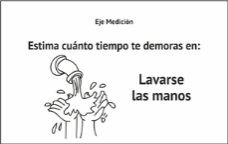 Eje Medición
Estima cuánto tiempo te demoras en:
Lavarse
las manos